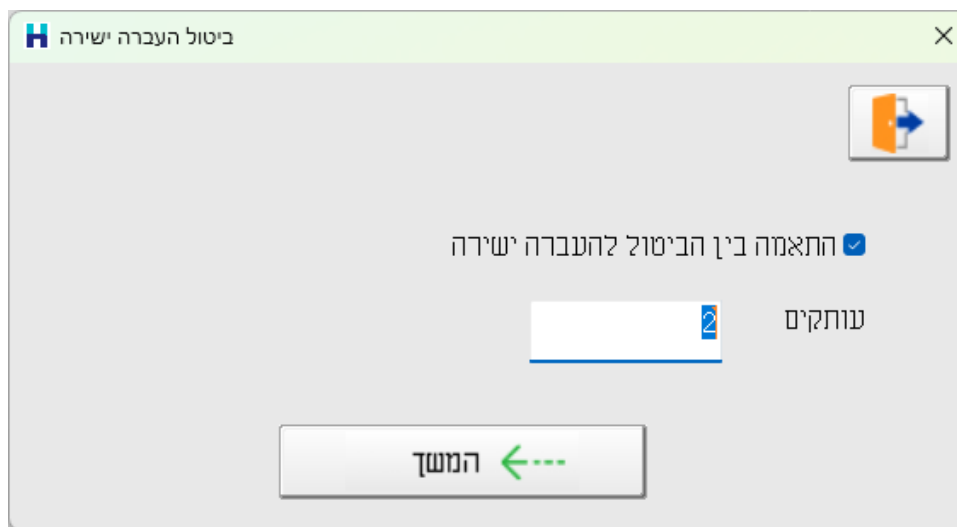 ביטול העברה ישירה
התאמה בין הביטול להעברה ישירה
עותקים 2
המשך